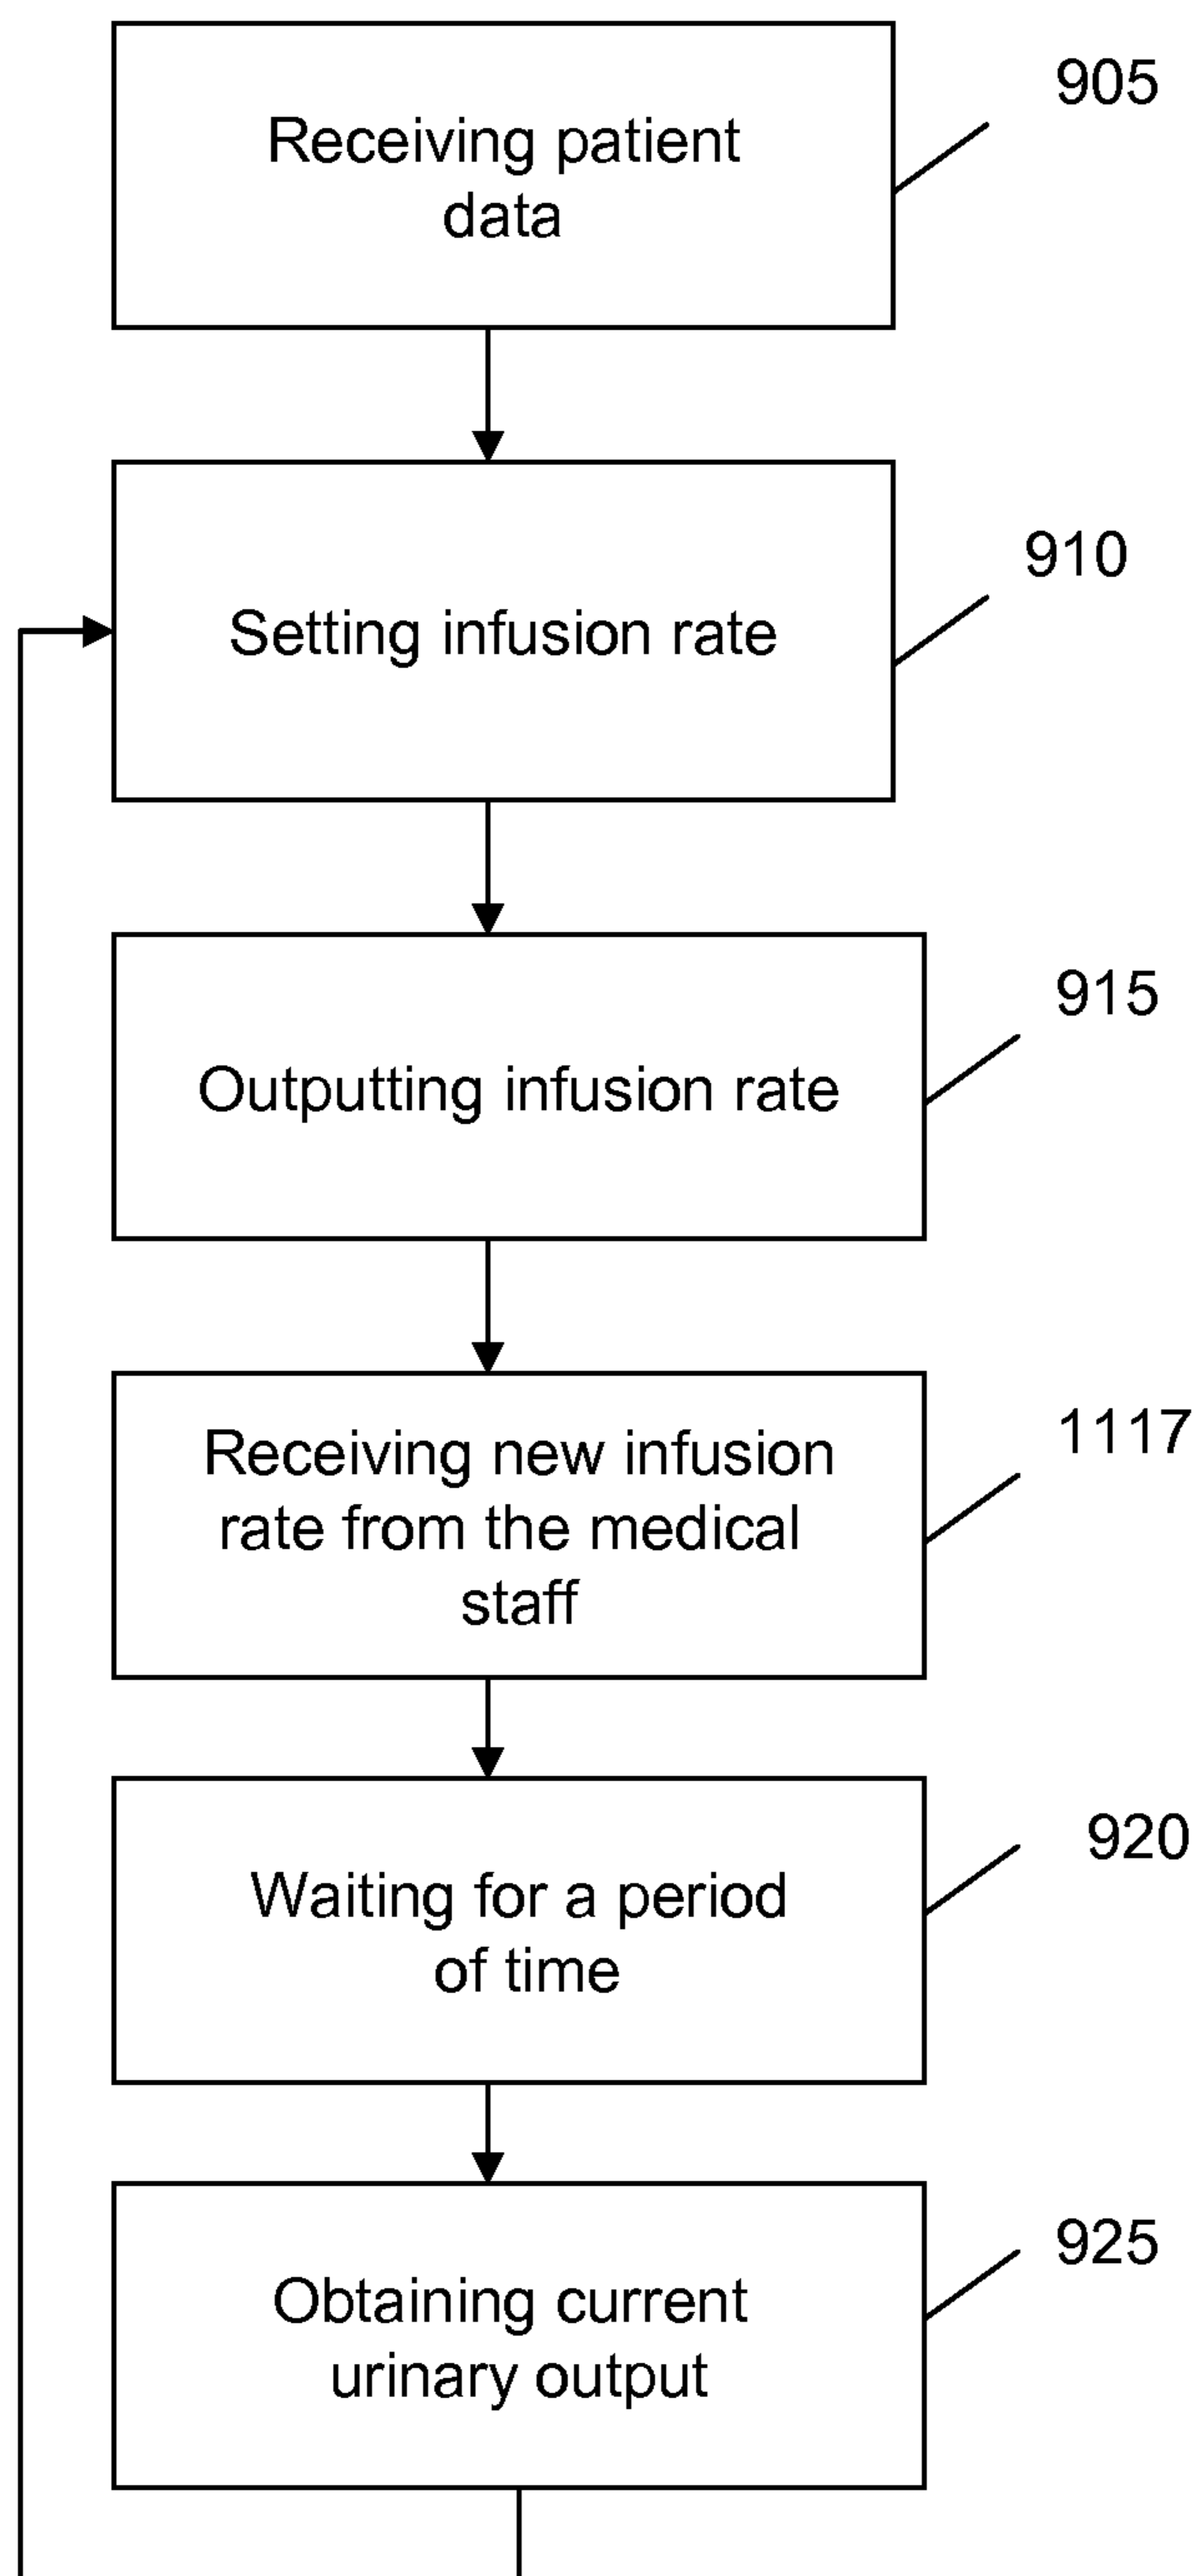 Receiving patient
data
905
Setting infusion rate
910
Outputting infusion rate
915
Receiving new infusion
rate from the medical
staff
1117
Waiting for a period
of time
920
Obtaining current
urinary output
925